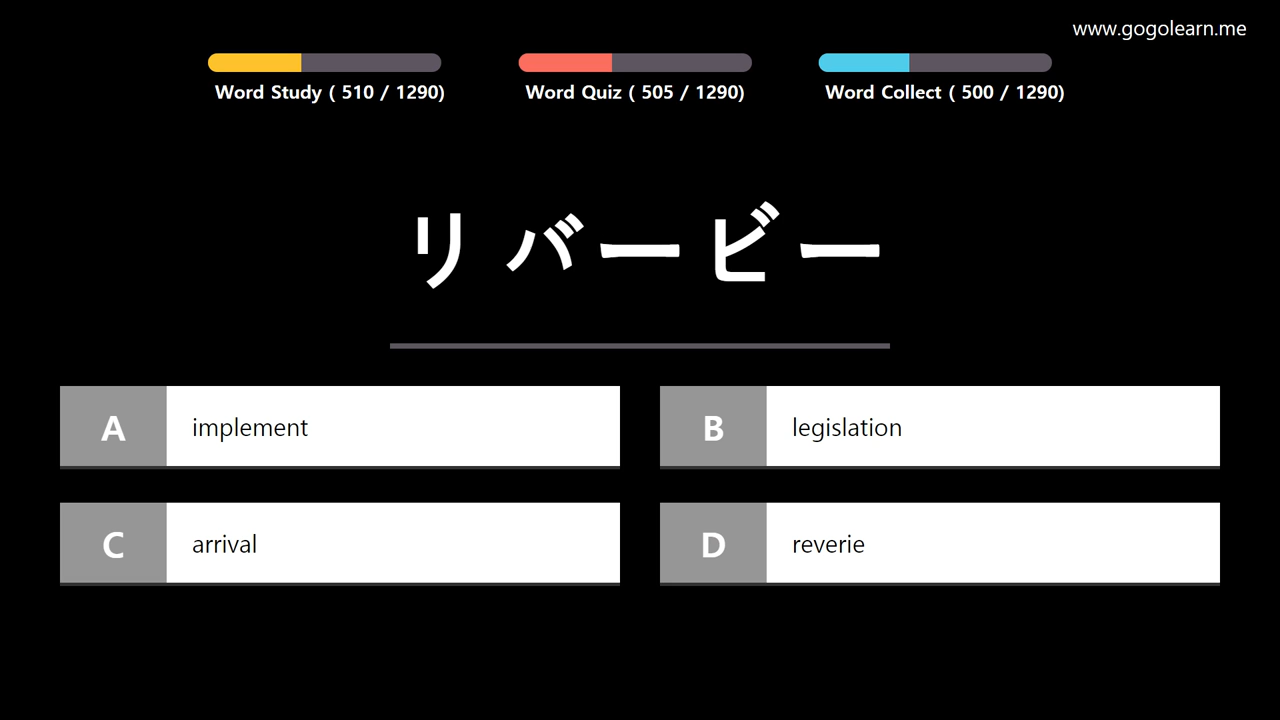 www.gogolearn.me
Word Study ( 510 / 1290)
Word Quiz ( 505 / 1290)
Word Collect ( 500 / 1290)
リバービー
A implement
B legislation
C arrival
D reverie